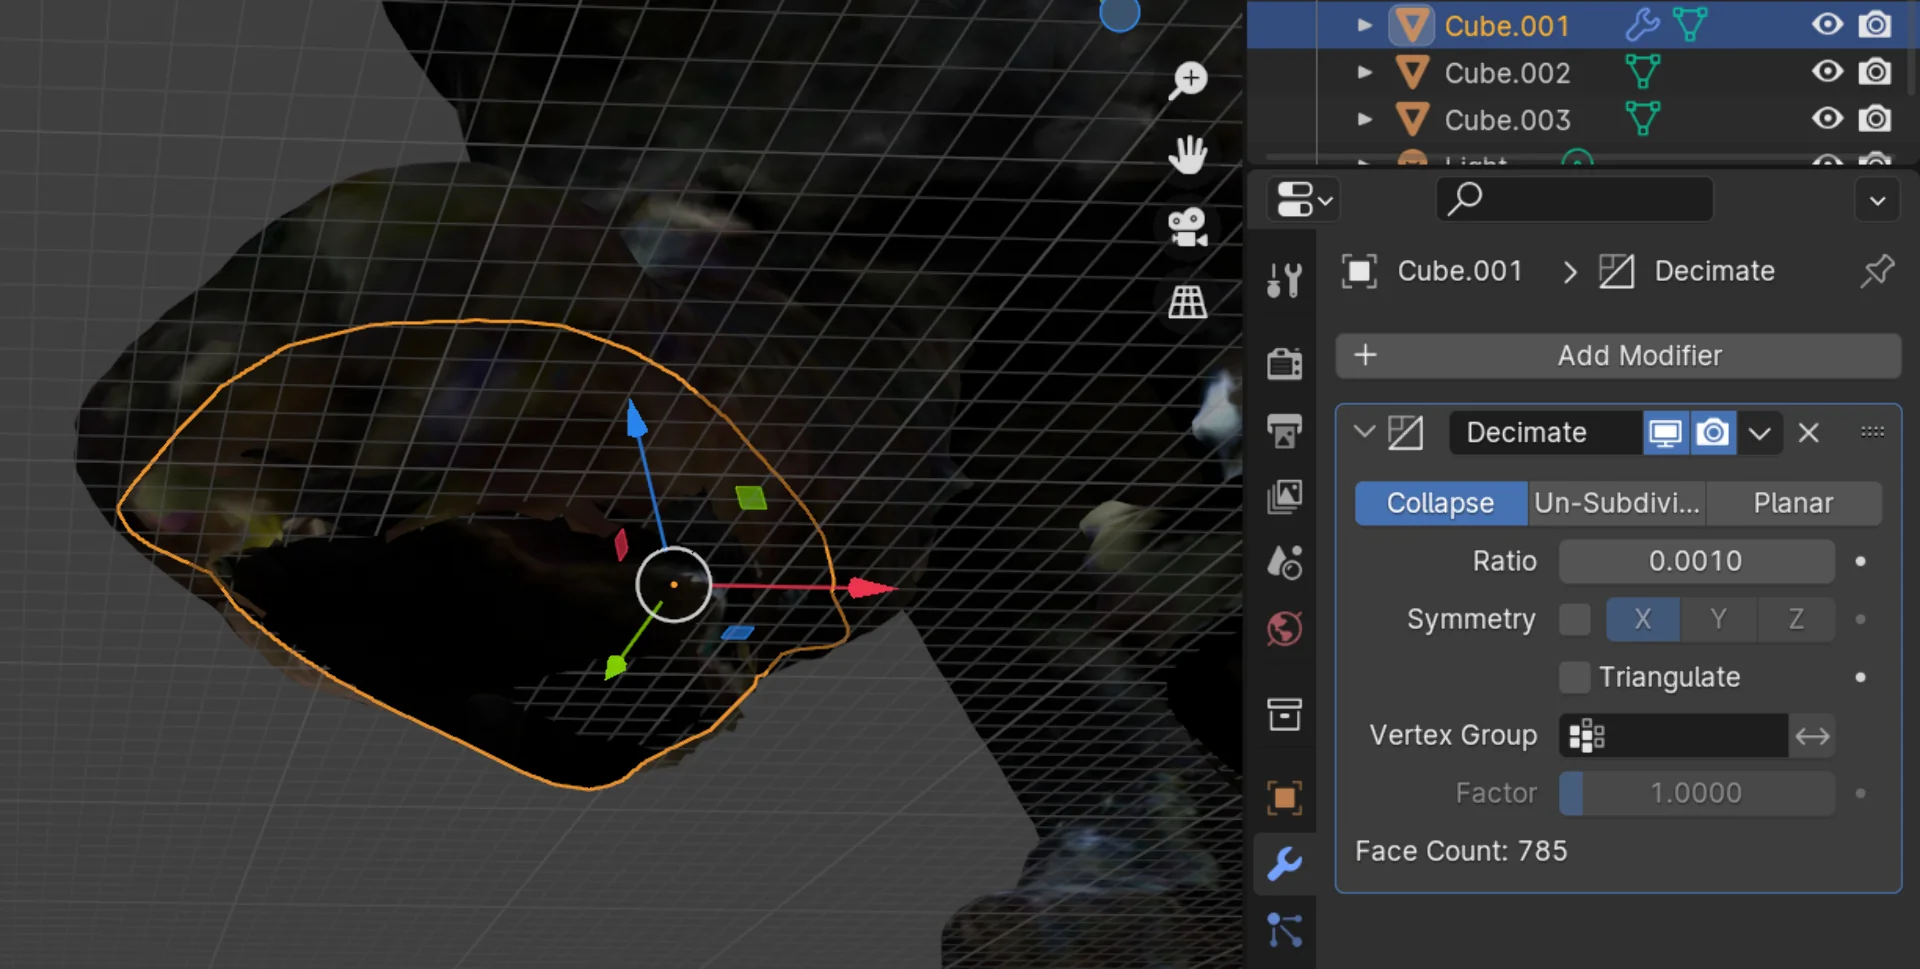 Cube.001
Cube.002
Cube.003
Light
Cube.001 > Decimate
+ Add Modifier
Decimate
Collapse Un-Subdivi... Planar
Ratio 0.0010
Symmetry X Y Z
Triangulate
Vertex Group
Factor 1.0000
Face Count: 785